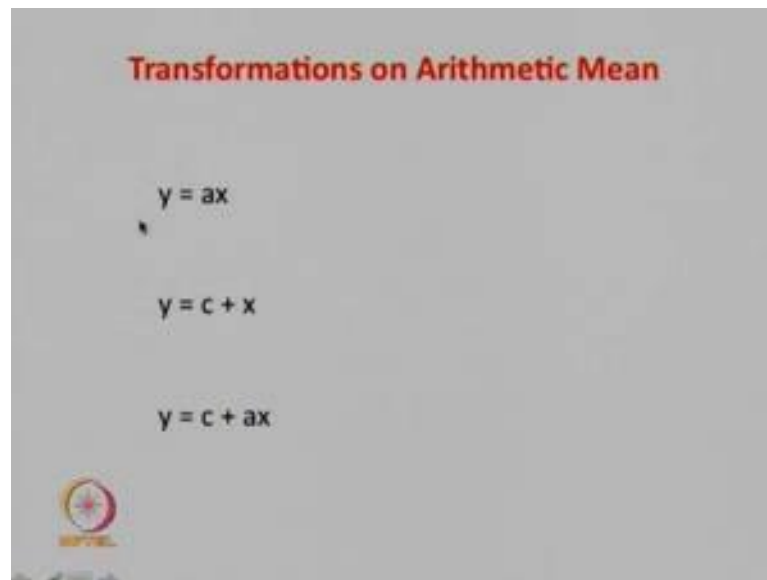 Transformations on Arithmetic Mean
y = ax
y = c + x
y = c + ax